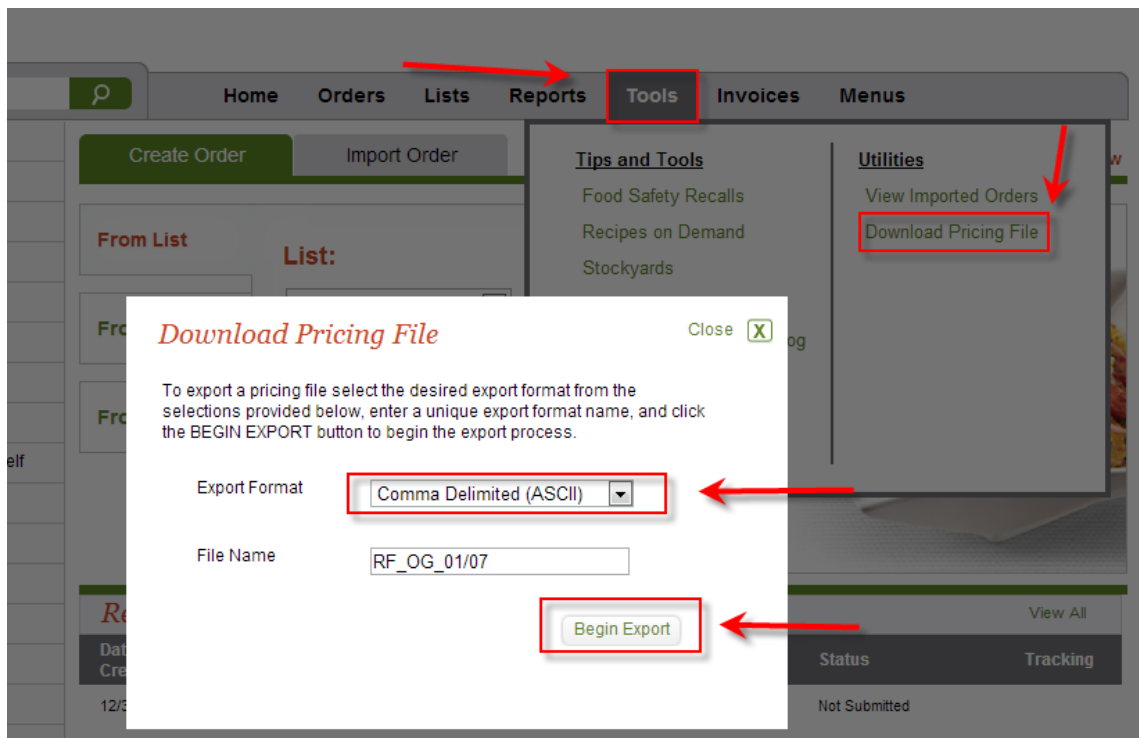 Home Orders Lists Reports Tools Invoices Menus
Create Order Import Order
Tips and Tools
Food Safety Recalls
Recipes on Demand
Stockyards
Utilities
View Imported Orders
Download Pricing File
From List
List:
Download Pricing File
Close X
To export a pricing file select the desired export format from the
selections provided below, enter a unique export format name, and click
the BEGIN EXPORT button to begin the export process.
Export Format Comma Delimited (ASCII)
File Name RF_OG_01/07
Begin Export
View All
Status Tracking
Not Submitted